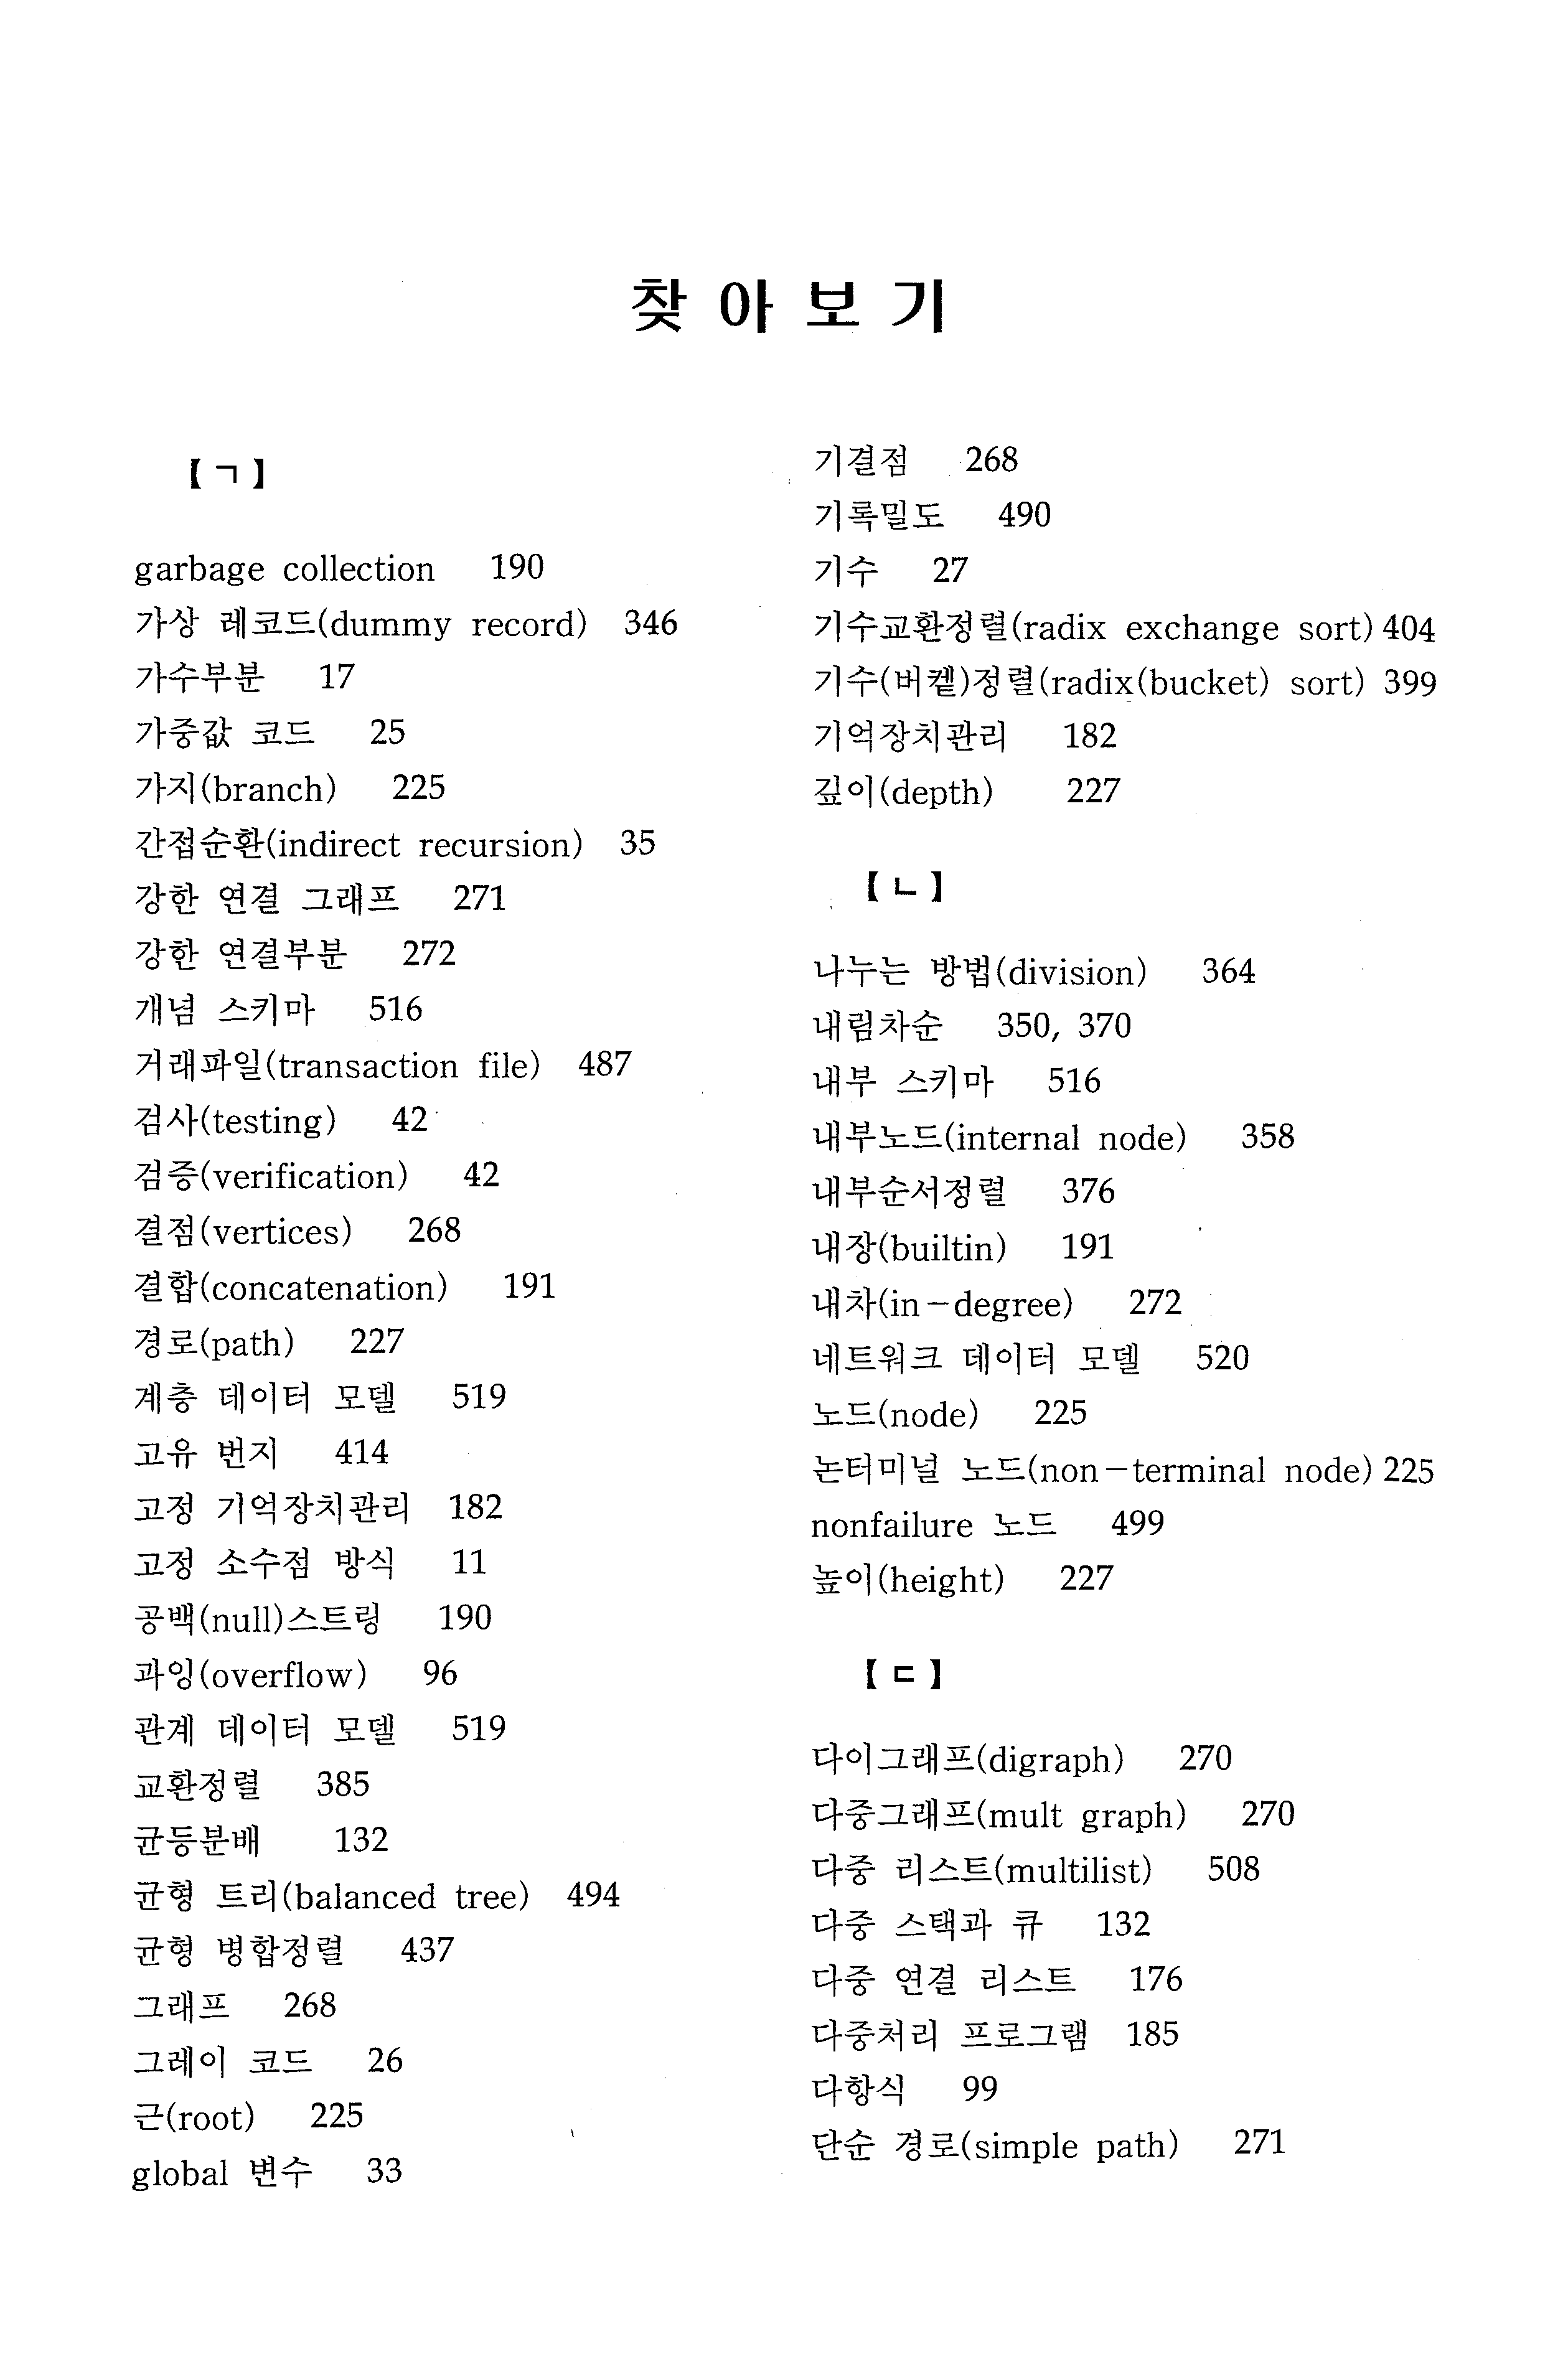 찾아보기
【ㄱ】
garbage collection 190
가상 레코드(dummy record) 346
가수부분 17
가중값 코드 25
가지(branch) 225
간접순환(indirect recursion) 35
강한 연결 그래프 271
강한 연결부분 272
개념 스키마 516
거래파일(transaction file) 487
검사(testing) 42
검증(verification) 42
결점(vertices) 268
결합(concatenation) 191
경로(path) 227
계층 데이터 모델 519
고유 번지 414
고정 기억장치관리 182
고정 소수점 방식 11
공백(null)스트링 190
과잉(overflow) 96
관계 데이터 모델 519
교환정렬 385
균등분배 132
균형 트리(balanced tree) 494
균형 병합정렬 437
그래프 268
그레이 코드 26
근(root) 225
global 변수 33
기결점 268
기록밀도 490
기수 27
기수교환정렬(radix exchange sort) 404
기수(버켙)정렬(radix(bucket) sort) 399
기억장치관리 182
깊이(depth) 227
【ㄴ】
나누는 방법(division) 364
내림차순 350, 370
내부 스키마 516
내부노드(internal node) 358
내부순서정렬 376
내장(builtin) 191
내차(in-degree) 272
네트워크 데이터 모델 520
노드(node) 225
논터미널 노드(non-terminal node) 225
nonfailure 노드 499
높이(height) 227
【ㄷ】
다이그래프(digraph) 270
다중그래프(mult graph) 270
다중 리스트(multilist) 508
다중 스택과 큐 132
다중 연결 리스트 176
다중처리 프로그램 185
다항식 99
단순 경로(simple path) 271